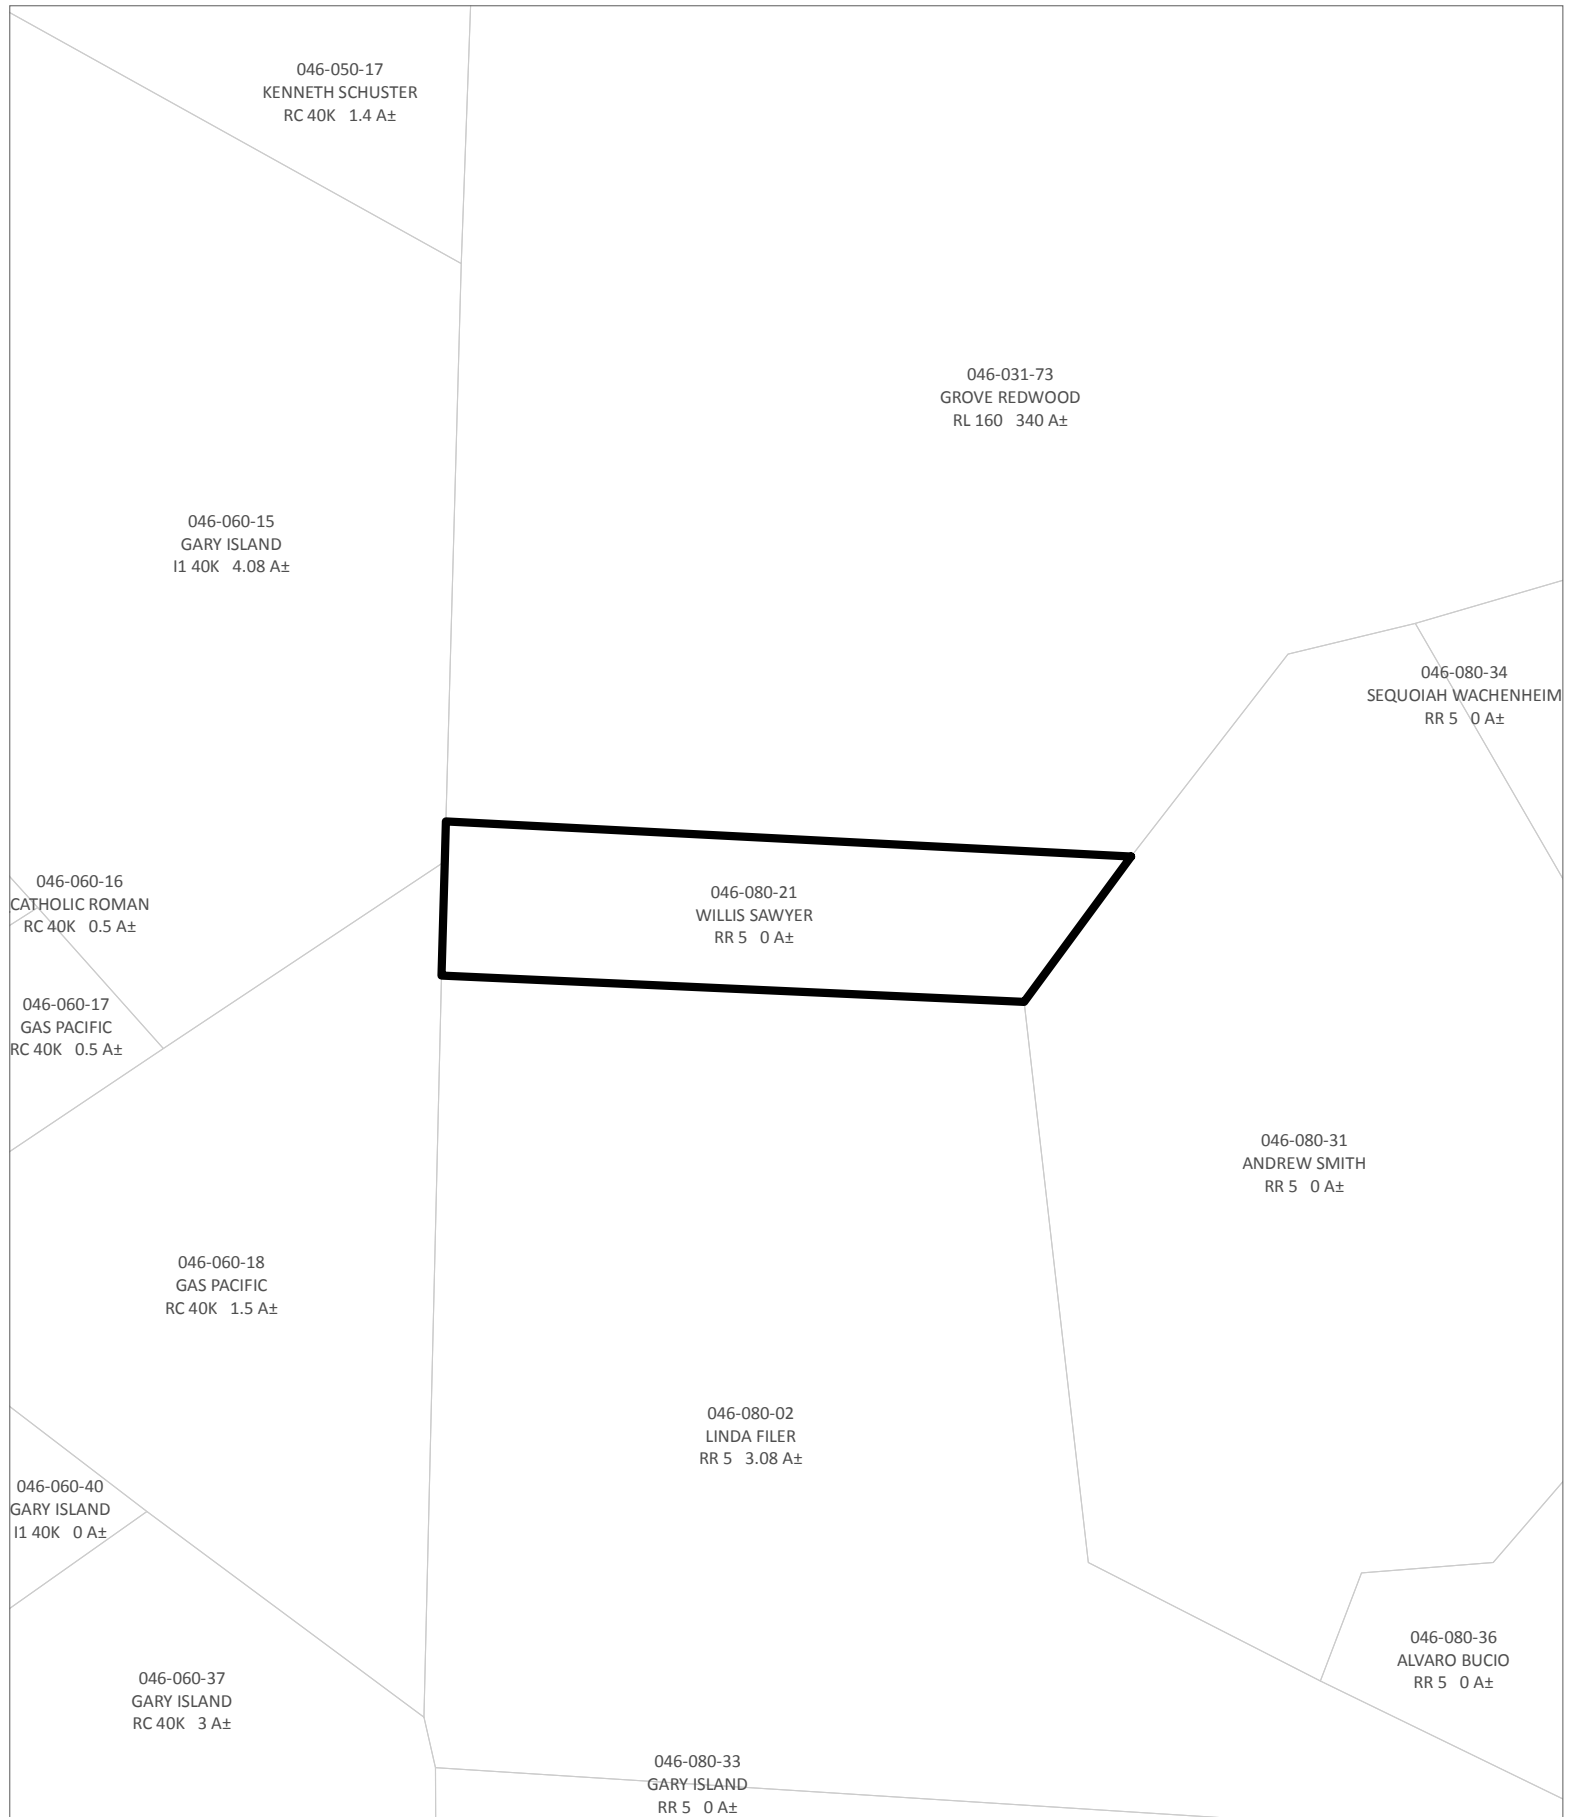 046-050-17
KENNETH SCHUSTER
RC 40K 1.4 A±
046-031-73
GROVE REDWOOD
RL 160 340 A±
046-060-15
GARY ISLAND
I1 40K 4.08 A±
046-080-34
SEQUOIAH WACHENHEIM
RR 5 0 A±
046-060-16
CATHOLIC ROMAN
RC 40K 0.5 A±
046-080-21
WILLIS SAWYER
RR 5 0 A±
046-060-17
GAS PACIFIC
RC 40K 0.5 A±
046-080-31
ANDREW SMITH
RR 5 0 A±
046-060-18
GAS PACIFIC
RC 40K 1.5 A±
046-080-02
LINDA FILER
RR 5 3.08 A±
046-060-40
GARY ISLAND
I1 40K 0 A±
046-080-36
ALVARO BUCIO
RR 5 0 A±
046-060-37
GARY ISLAND
RC 40K 3 A±
046-080-33
GARY ISLAND
RR 5 0 A±